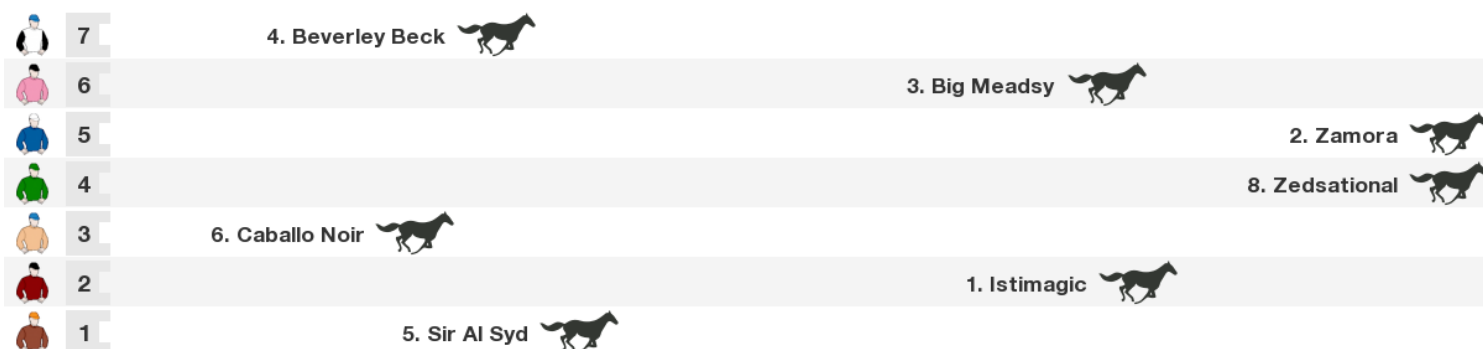 7 4. Beverley Beck
6 3. Big Meadsy
5 2. Zamora
4 8. Zedsational
3 6. Caballo Noir
2 1. Istimagic
1 5. Sir Al Syd